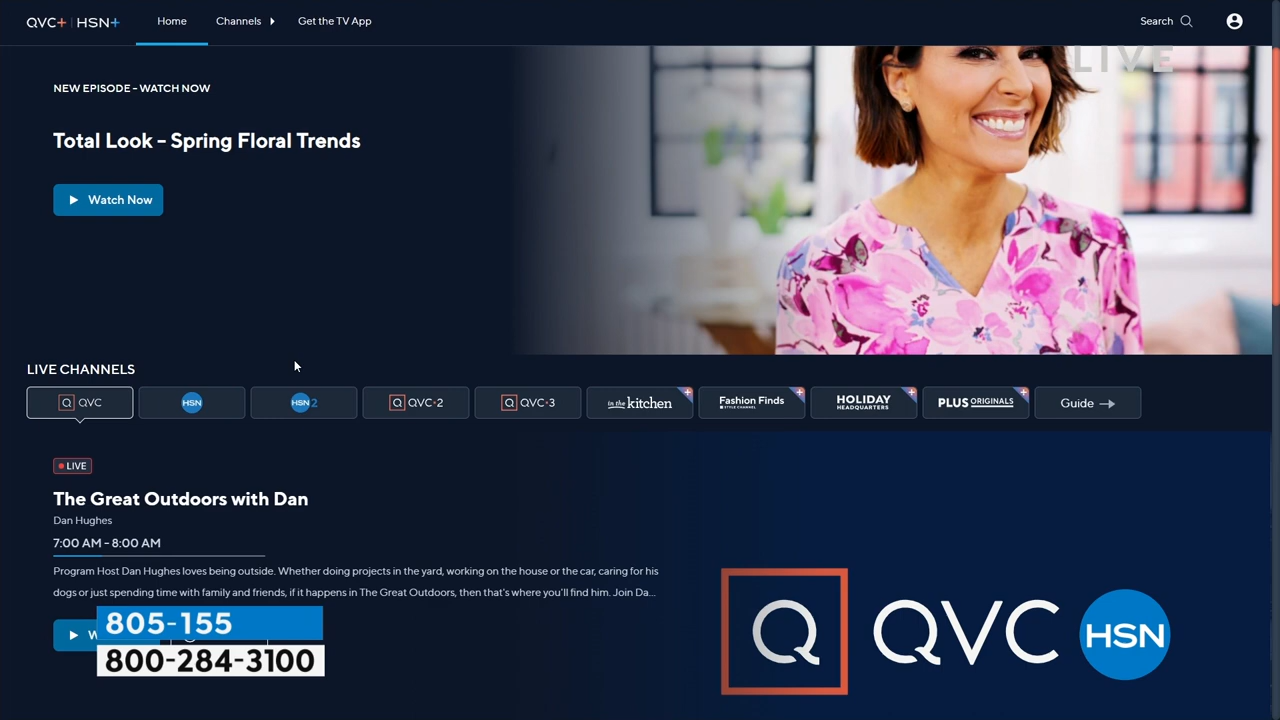 QVC+ | HSN+
Home
Channels
Get the TV App
Search
LIVE
NEW EPISODE - WATCH NOW
Total Look - Spring Floral Trends
Watch Now
LIVE CHANNELS
QVC
HSN
HSN 2
QVC•2
QVC•3
in the kitchen
Fashion Finds
STYLE CHANNEL
HOLIDAY
HEADQUARTERS
PLUS ORIGINALS
Guide →
LIVE
The Great Outdoors with Dan
Dan Hughes
7:00 AM - 8:00 AM
Program Host Dan Hughes loves being outside. Whether doing projects in the yard, working on the house or the car, caring for his
dogs or just spending time with family and friends, if it happens in The Great Outdoors, then that's where you'll find him. Join Da...
805-155
800-284-3100
Q QVC HSN